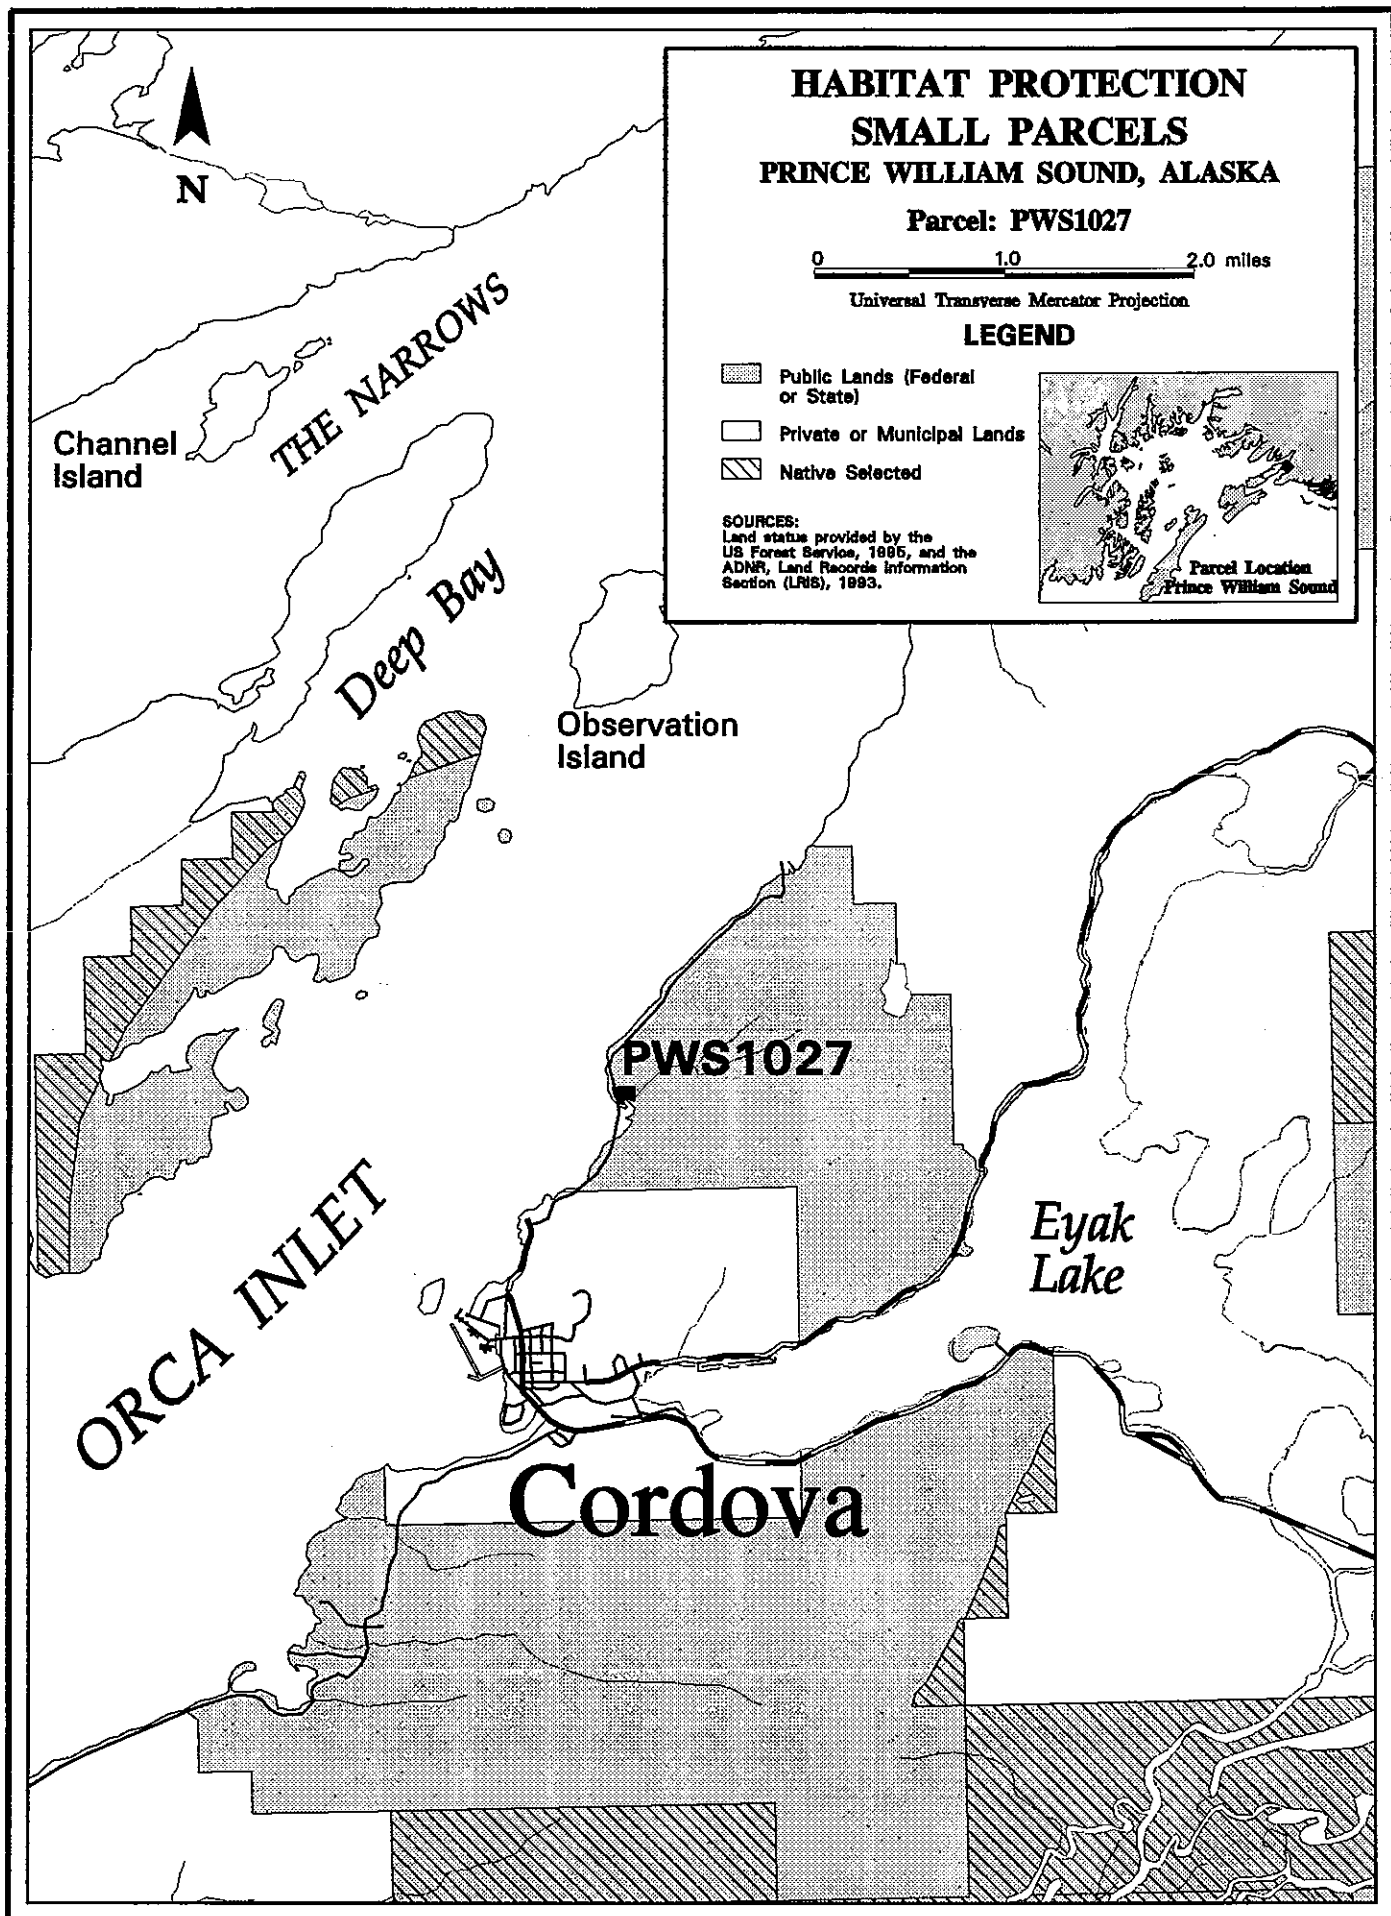 HABITAT PROTECTION
SMALL PARCELS
PRINCE WILLIAM SOUND, ALASKA
Parcel: PWS1027
0 1.0 2.0 miles
Universal Transverse Mercator Projection
LEGEND
Public Lands (Federal
or State)
Private or Municipal Lands
Native Selected
SOURCES:
Land status provided by the
US Forest Service, 1995, and the
ADNR, Land Records Information
Section (LRIS), 1993.
Parcel Location
Prince William Sound
N
THE NARROWS
Channel
Island
Deep Bay
Observation
Island
PWS1027
ORCA INLET
Eyak
Lake
Cordova